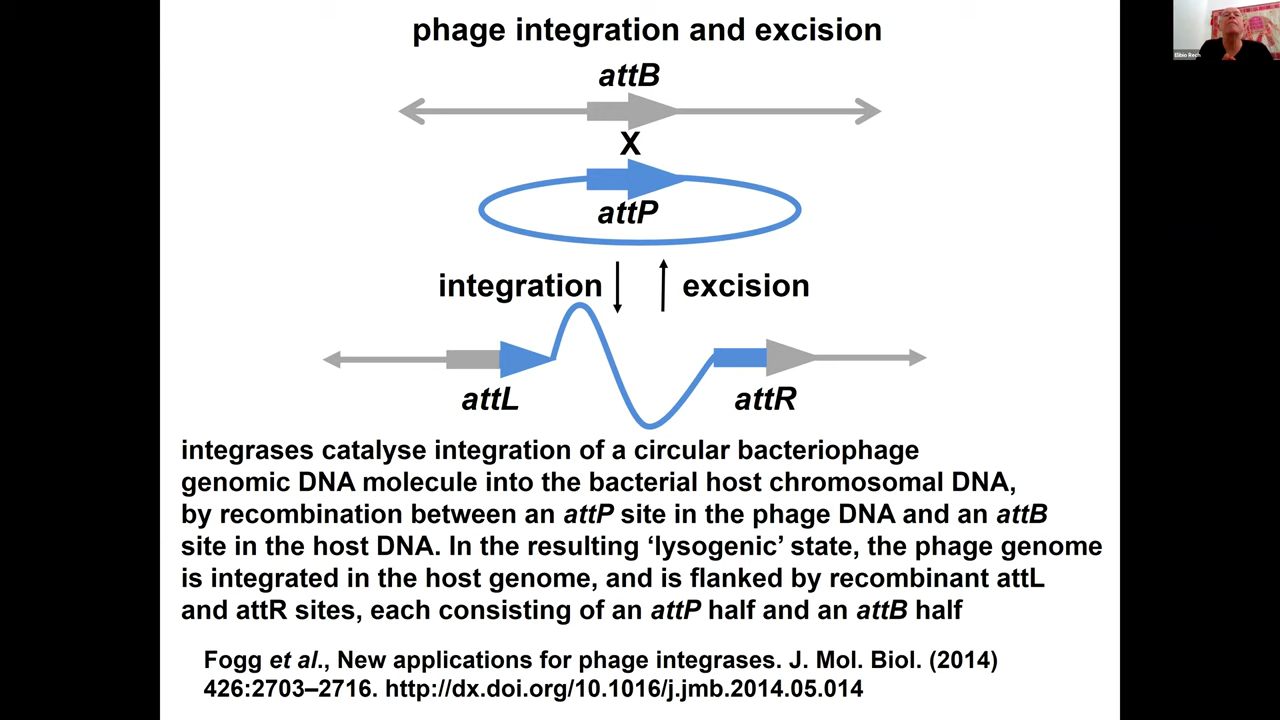 phage integration and excision
Elibio Rech
attB
X
attP
integration
excision
attL
attR
integrases catalyse integration of a circular bacteriophage
genomic DNA molecule into the bacterial host chromosomal DNA,
by recombination between an attP site in the phage DNA and an attB
site in the host DNA. In the resulting ‘lysogenic’ state, the phage genome
is integrated in the host genome, and is flanked by recombinant attL
and attR sites, each consisting of an attP half and an attB half
Fogg et al., New applications for phage integrases. J. Mol. Biol. (2014)
426:2703–2716. http://dx.doi.org/10.1016/j.jmb.2014.05.014